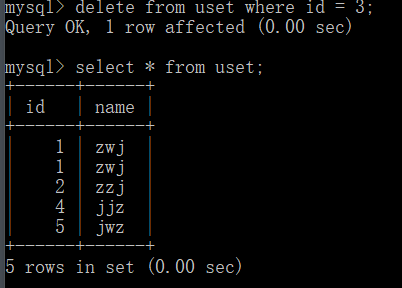 mysql> delete from uset where id = 3;
Query OK, 1 row affected (0.00 sec)
mysql> select * from uset;
+------+------+
| id | name |
+------+------+
| 1 | zwj |
| 1 | zwj |
| 2 | zzj |
| 4 | jjz |
| 5 | jwz |
+------+------+
5 rows in set (0.00 sec)